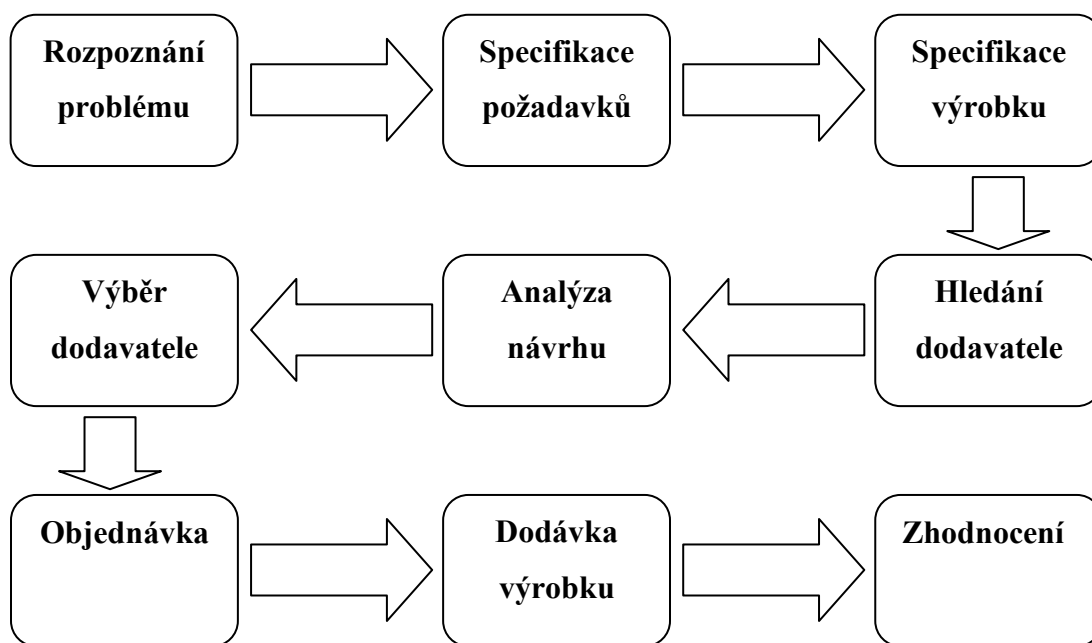 Rozpoznání
problému
Specifikace
požadavků
Specifikace
výrobku
Hledání
dodavatele
Analýza
návrhu
Výběr
dodavatele
Objednávka
Dodávka
výrobku
Zhodnocení